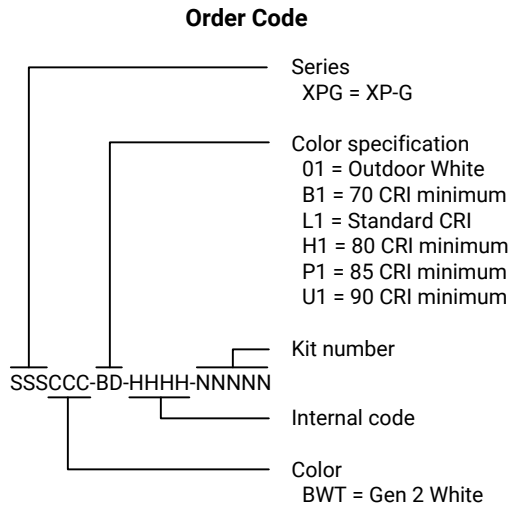 Order Code
Series
XPG = XP-G
Color specification
01 = Outdoor White
B1 = 70 CRI minimum
L1 = Standard CRI
H1 = 80 CRI minimum
P1 = 85 CRI minimum
U1 = 90 CRI minimum
Kit number
SSSCCC-BD-HHHH-NNNNN
Internal code
Color
BWT = Gen 2 White